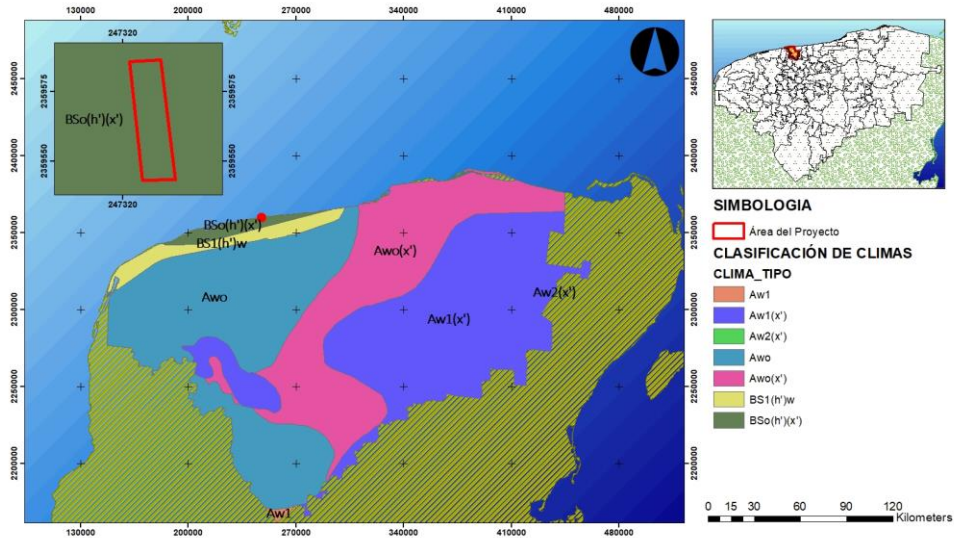 130000 200000 270000 340000 410000 480000
247320
2359575 2359575
BSo(h')(x')
2359550 2359550
247320
2450000 2450000
2400000 2400000
2350000 2350000
2300000 2300000
2250000 2250000
2200000 2200000
BSo(h')(x')
BS1(h')w
Awo(x')
Awo
Aw1(x')
Aw2(x')
Aw1
130000 200000 270000 340000 410000 480000
SIMBOLOGIA
Área del Proyecto
CLASIFICACIÓN DE CLIMAS
CLIMA_TIPO
Aw1
Aw1(x')
Aw2(x')
Awo
Awo(x')
BS1(h')w
BSo(h')(x')
0 15 30 60 90 120
Kilometers